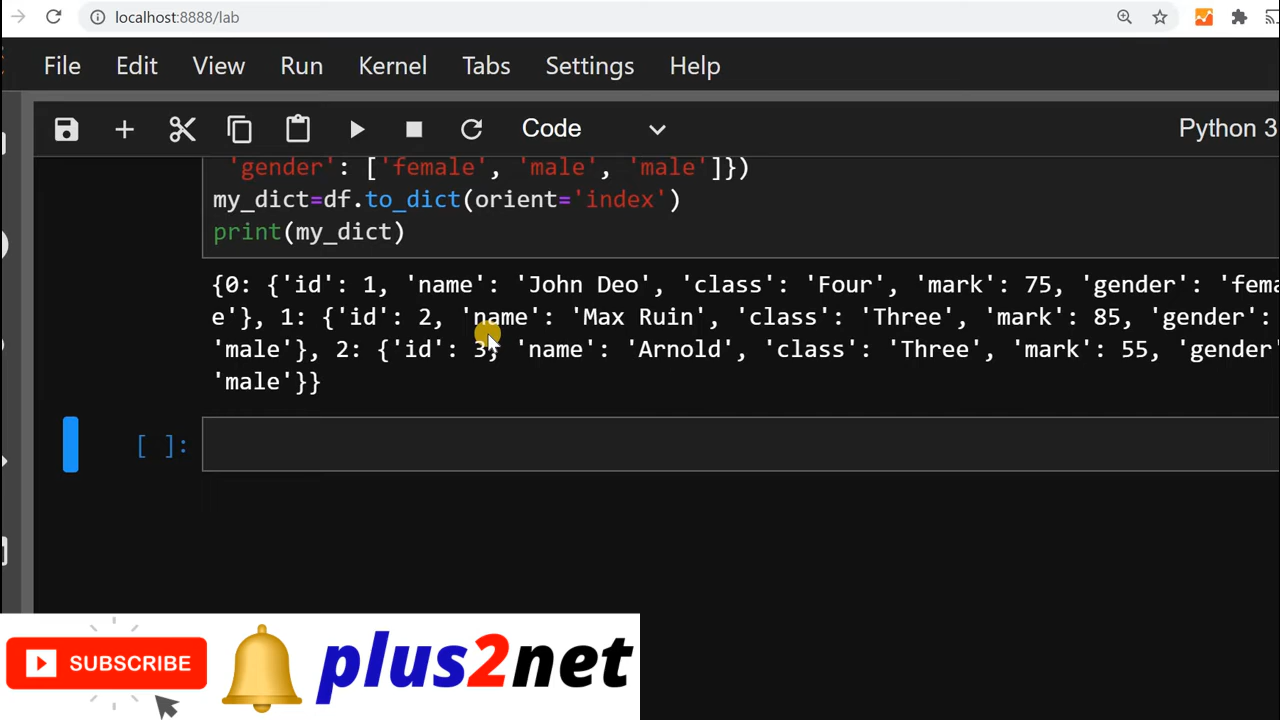 localhost:8888/lab
File Edit View Run Kernel Tabs Settings Help
Code Python 3
'gender': ['female', 'male', 'male']})
my_dict=df.to_dict(orient='index')
print(my_dict)
{0: {'id': 1, 'name': 'John Deo', 'class': 'Four', 'mark': 75, 'gender': 'fema
e'}, 1: {'id': 2, 'name': 'Max Ruin', 'class': 'Three', 'mark': 85, 'gender':
'male'}, 2: {'id': 3, 'name': 'Arnold', 'class': 'Three', 'mark': 55, 'gender'
'male'}}
[ ]:
SUBSCRIBE
plus2net